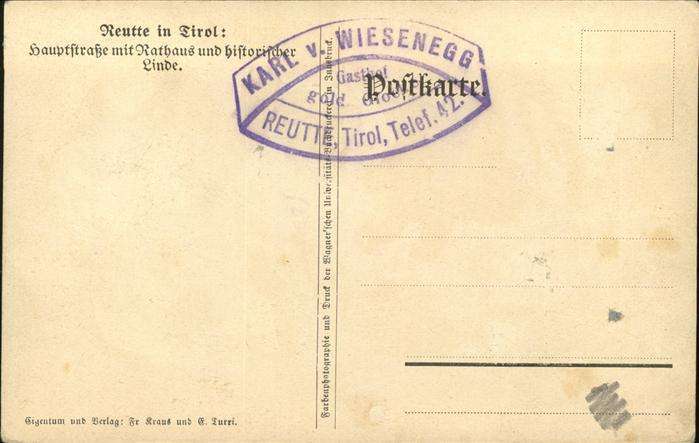 Reutte in Tirol:
Hauptſtraße mit Rathaus und hiſtoriſcher
Linde.
KARL v. WIESENEGG
Gasthof
gold.
REUTTE, Tirol, Telef. 42.
Poſtkarte.
Farbenphotographie und Druck der Wagner'ſchen Univerſitäts-Buchdruckerei in Innsbruck.
Eigentum und Verlag: Fr Kraus und E. Turri.